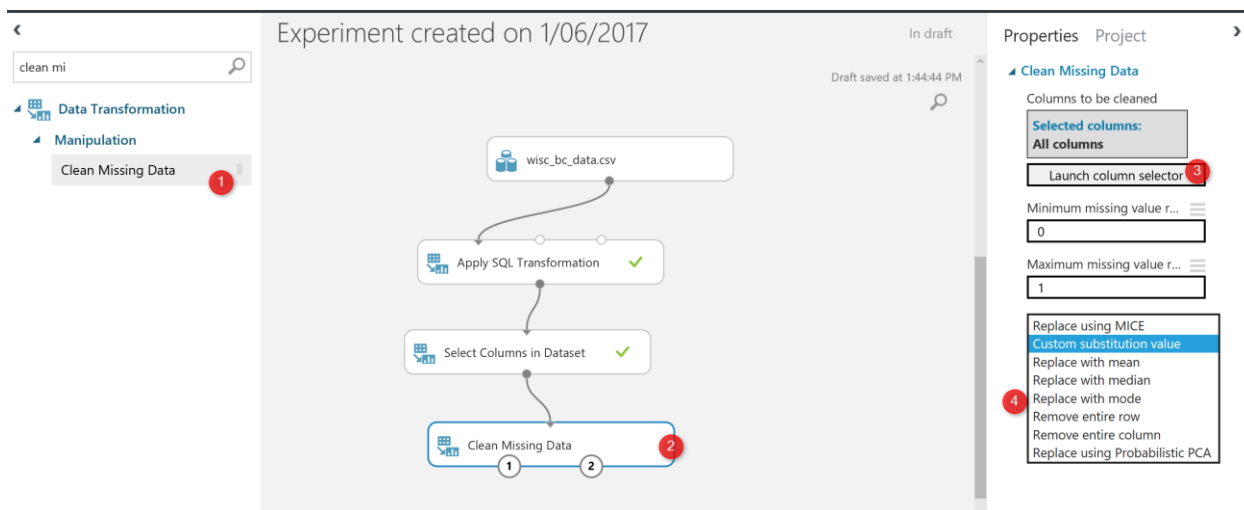 Experiment created on 1/06/2017
In draft
Draft saved at 1:44:44 PM
clean mi
Data Transformation
Manipulation
Clean Missing Data
1
wisc_bc_data.csv
Apply SQL Transformation
Select Columns in Dataset
Clean Missing Data
2
1
2
Properties Project
Clean Missing Data
Columns to be cleaned
Selected columns:
All columns
Launch column selector
3
Minimum missing value r...
0
Maximum missing value r...
1
Replace using MICE
Custom substitution value
Replace with mean
Replace with median
Replace with mode
4
Remove entire row
Remove entire column
Replace using Probabilistic PCA